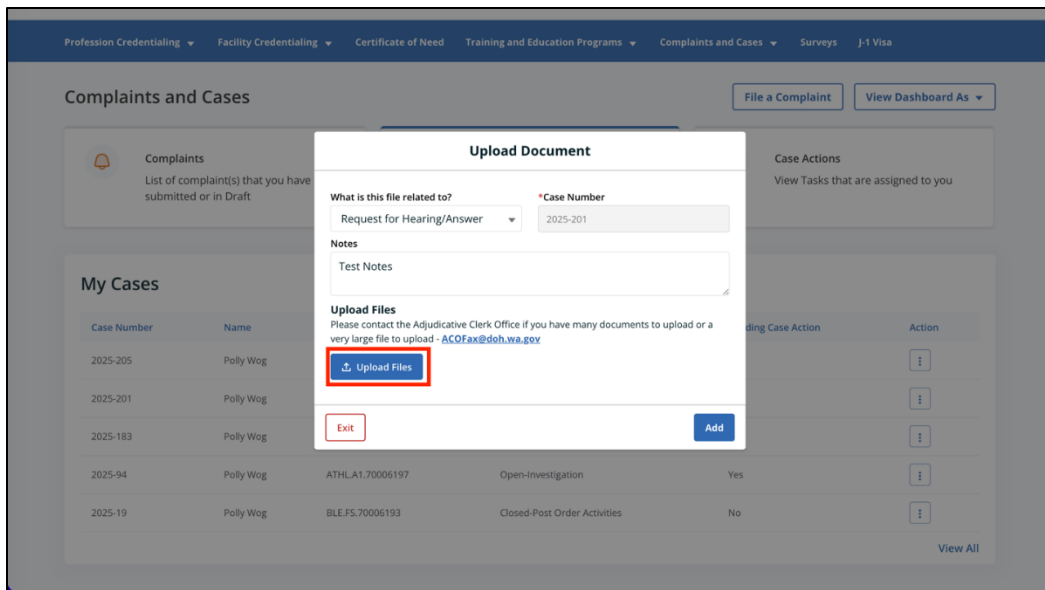 Profession Credentialing Facility Credentialing Certificate of Need Training and Education Programs Complaints and Cases Surveys J-1 Visa
Complaints and Cases
File a Complaint View Dashboard As
Complaints
List of complaint(s) that you have
submitted or in Draft
Case Actions
View Tasks that are assigned to you
Upload Document
What is this file related to? *Case Number
Request for Hearing/Answer 2025-201
Notes
Test Notes
Upload Files
Please contact the Adjudicative Clerk Office if you have many documents to upload or a
very large file to upload - ACOFax@doh.wa.gov
Upload Files
Exit Add
My Cases
Case Number Name ding Case Action Action
2025-205 Polly Wog
2025-201 Polly Wog
2025-183 Polly Wog
2025-94 Polly Wog ATHL.A1.70006197 Open-Investigation Yes
2025-19 Polly Wog BLE.FS.70006193 Closed-Post Order Activities No
View All